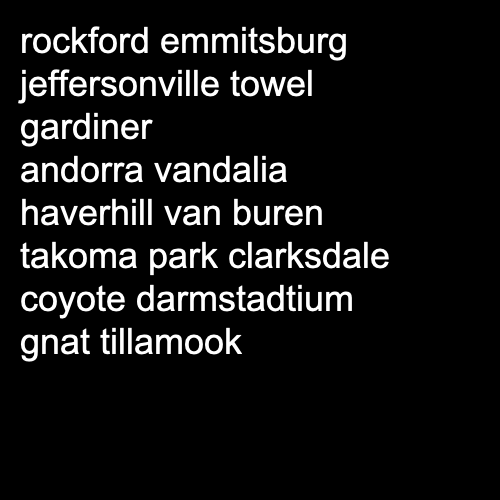 rockford emmitsburg
jeffersonville towel
gardiner
andorra vandalia
haverhill van buren
takoma park clarksdale
coyote darmstadtium
gnat tillamook